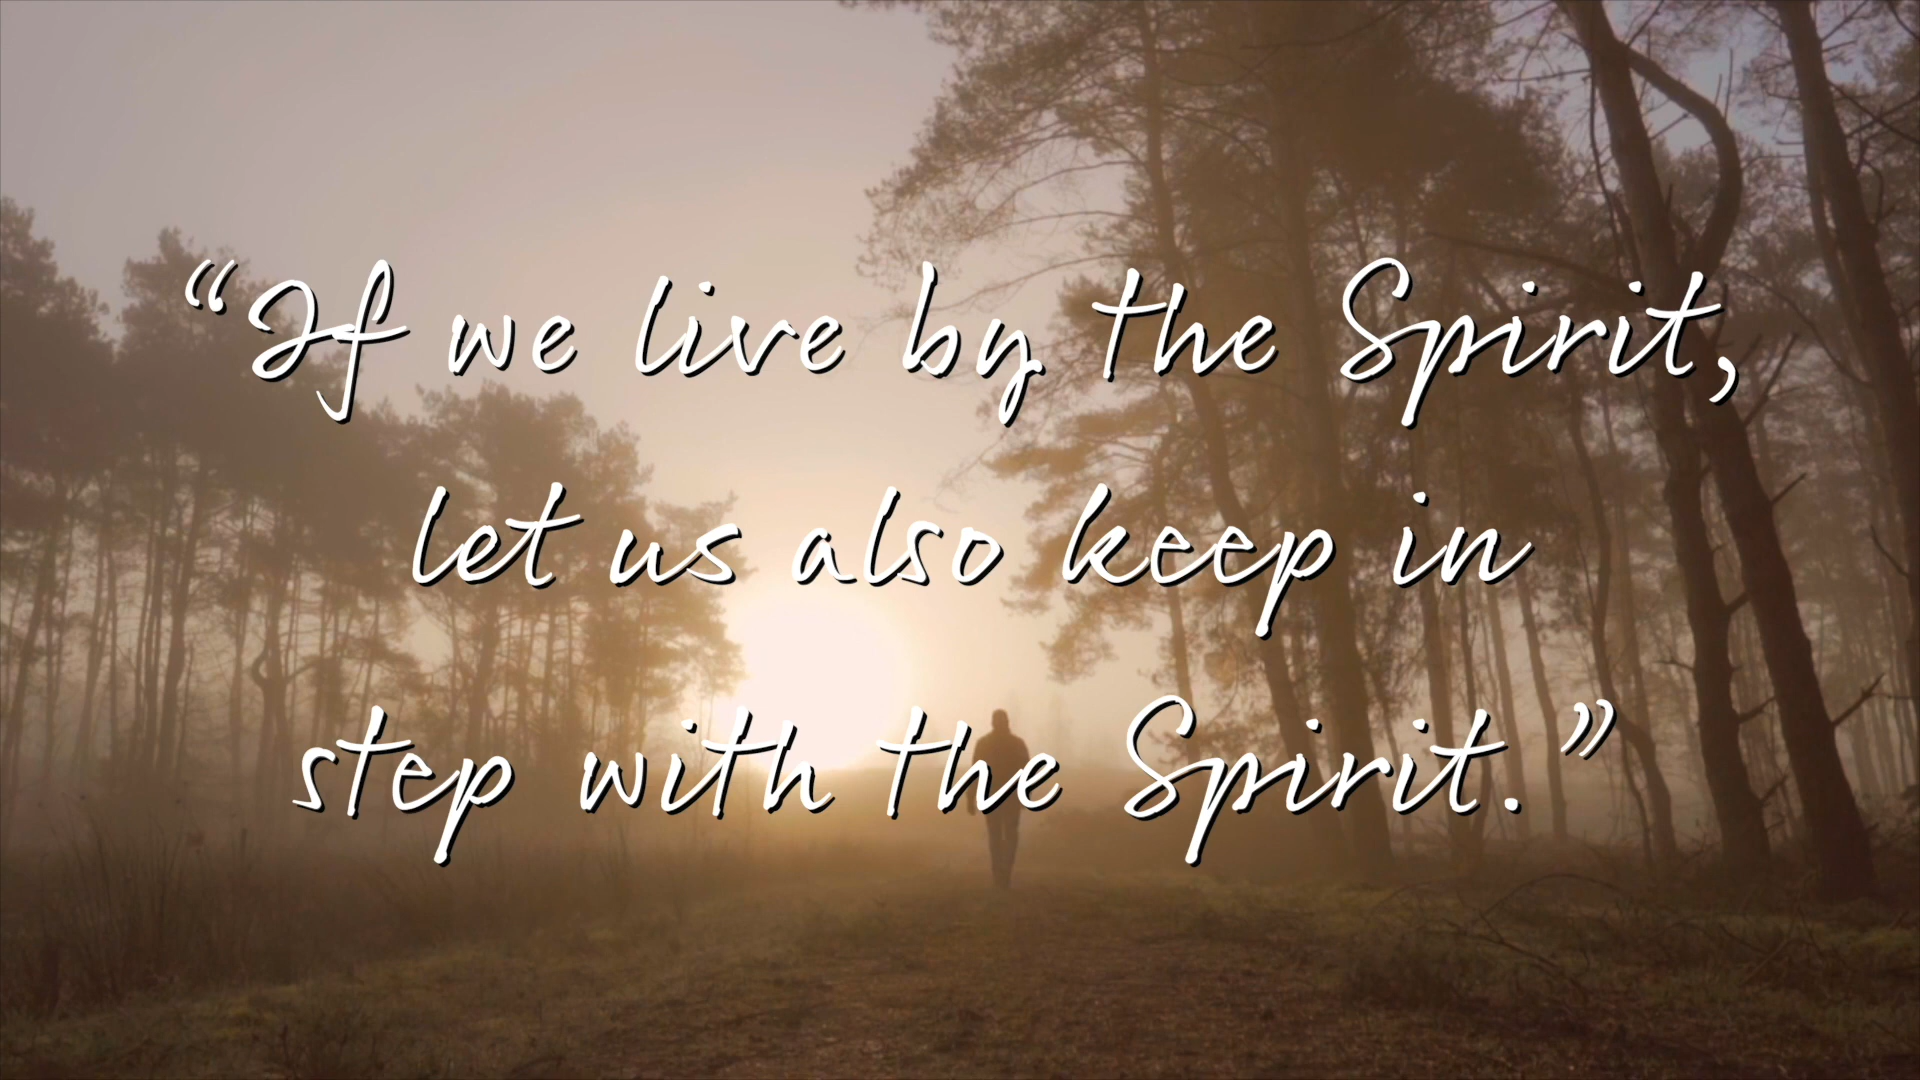 “If we live by the Spirit,
let us also keep in
step with the Spirit.”